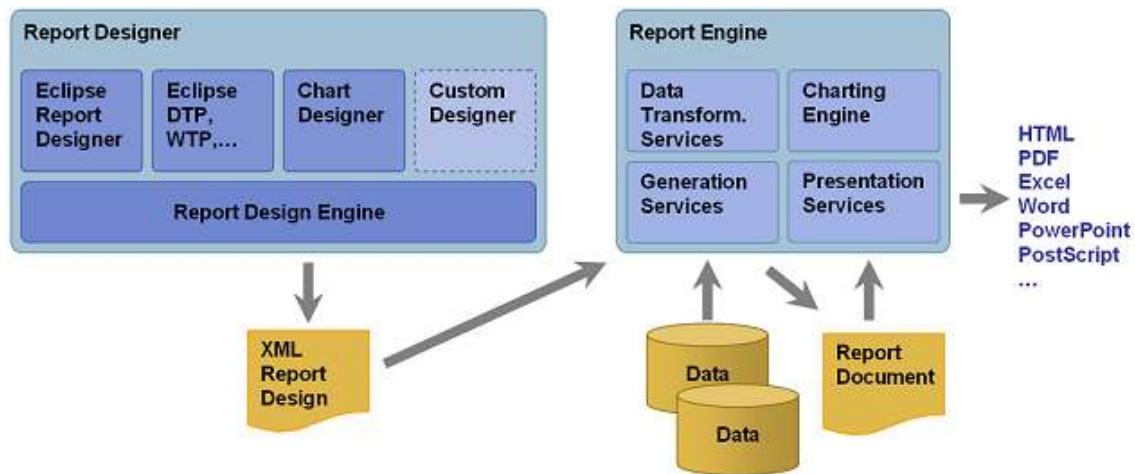 Report Designer
Eclipse
Report
Designer
Eclipse
DTP,
WTP,...
Chart
Designer
Custom
Designer
Report Design Engine
XML
Report
Design
Report Engine
Data
Transform.
Services
Charting
Engine
Generation
Services
Presentation
Services
Data
Data
Report
Document
HTML
PDF
Excel
Word
PowerPoint
PostScript
...